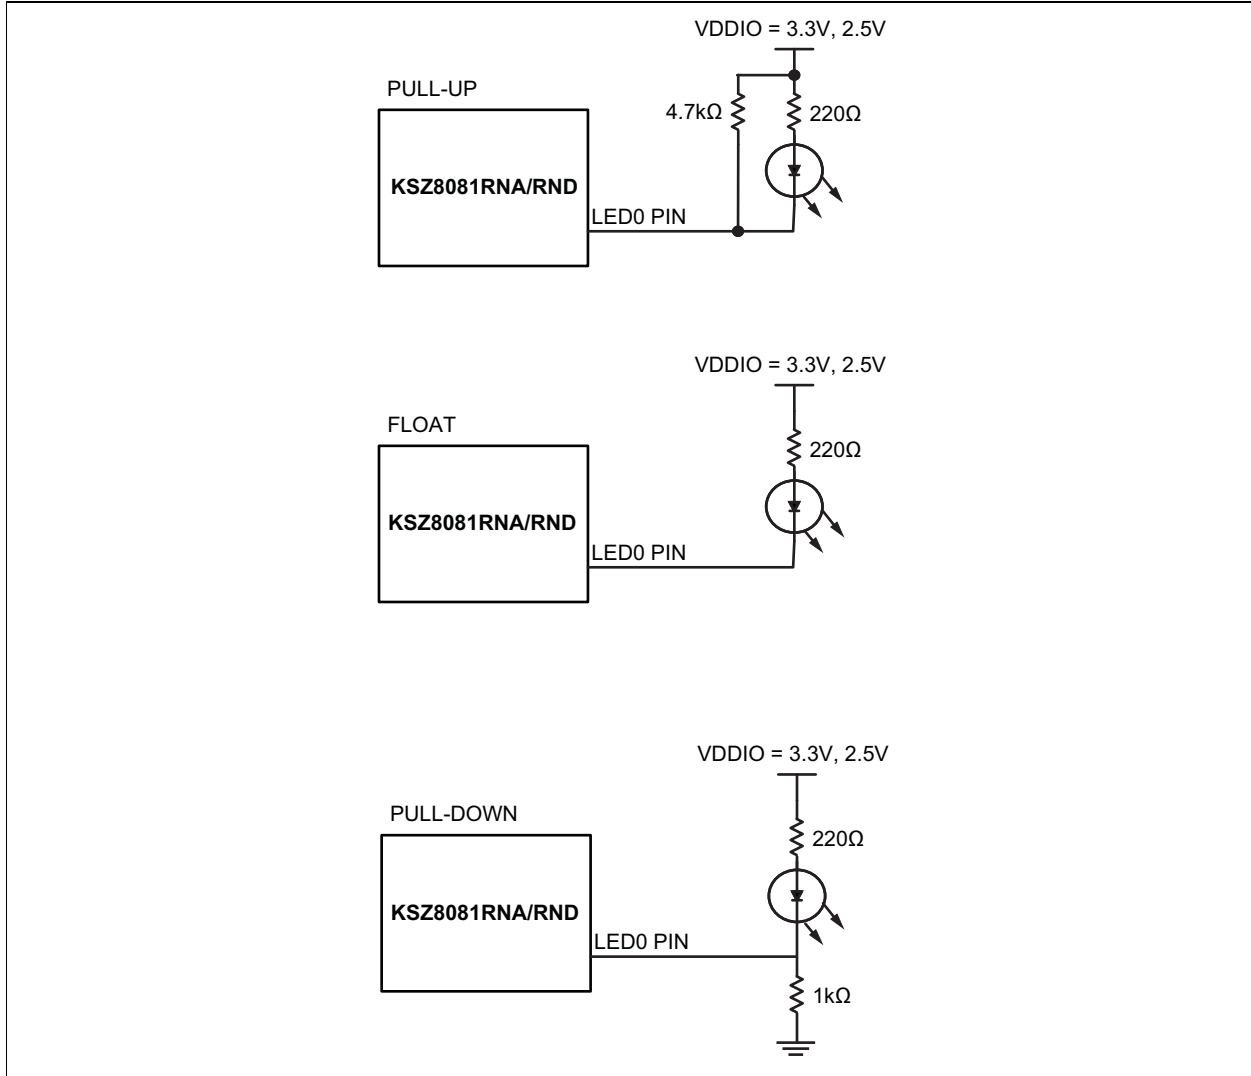 VDDIO = 3.3V, 2.5V
PULL-UP
4.7kΩ
220Ω
KSZ8081RNA/RND
LED0 PIN
VDDIO = 3.3V, 2.5V
FLOAT
220Ω
KSZ8081RNA/RND
LED0 PIN
VDDIO = 3.3V, 2.5V
PULL-DOWN
220Ω
KSZ8081RNA/RND
LED0 PIN
1kΩ